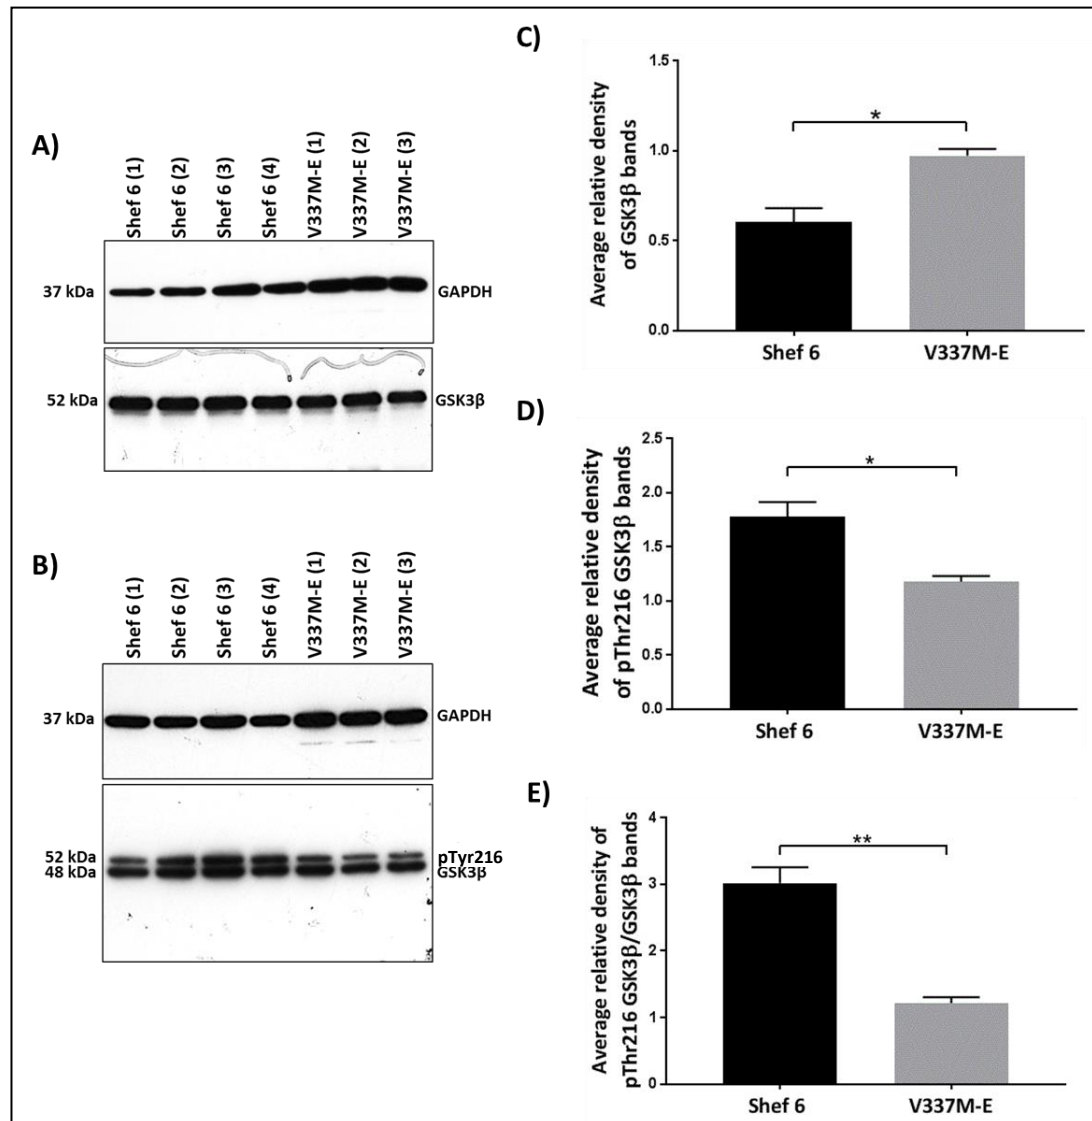 A)
Shef 6 (1)
Shef 6 (2)
Shef 6 (3)
Shef 6 (4)
V337M-E (1)
V337M-E (2)
V337M-E (3)
37 kDa
GAPDH
52 kDa
GSK3β
B)
Shef 6 (1)
Shef 6 (2)
Shef 6 (3)
Shef 6 (4)
V337M-E (1)
V337M-E (2)
V337M-E (3)
37 kDa
GAPDH
52 kDa
pTyr216
48 kDa
GSK3β
C)
Average relative density
of GSK3β bands
1.5
1.0
0.5
0.0
*
Shef 6
V337M-E
D)
Average relative density
of pThr216 GSK3β bands
2.5
2.0
1.5
1.0
0.5
0.0
*
Shef 6
V337M-E
E)
Average relative density of
pThr216 GSK3β/GSK3β bands
4
3
2
1
0
**
Shef 6
V337M-E